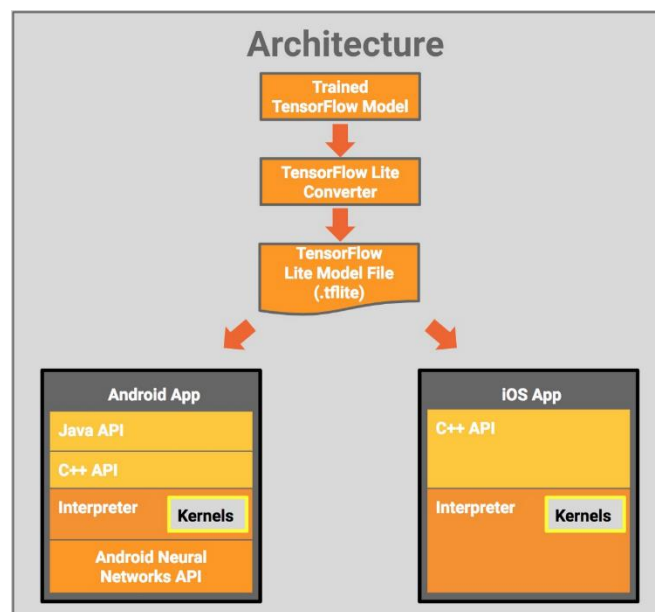 Architecture
Trained
TensorFlow Model
TensorFlow Lite
Converter
TensorFlow
Lite Model File
(.tflite)
Android App
Java API
C++ API
Interpreter
Kernels
Android Neural
Networks API
iOS App
C++ API
Interpreter
Kernels